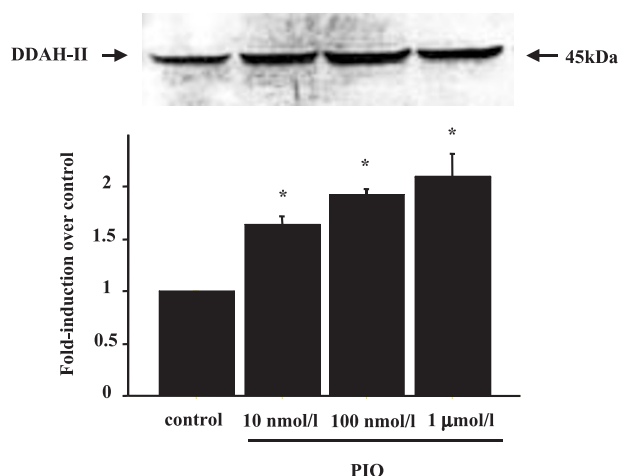 DDAH-II → ← 45kDa
Fold-induction over control
*
*
*
2
1.5
1
0.5
0
control 10 nmol/l 100 nmol/l 1 μmol/l
PIO